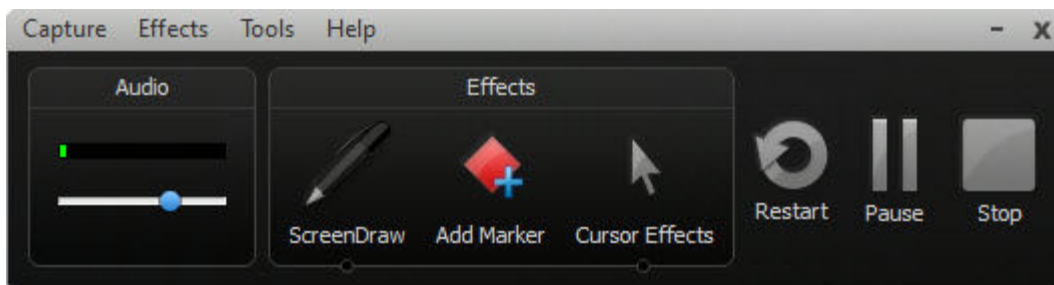 Capture Effects Tools Help
Audio
Effects
ScreenDraw Add Marker Cursor Effects
Restart Pause Stop